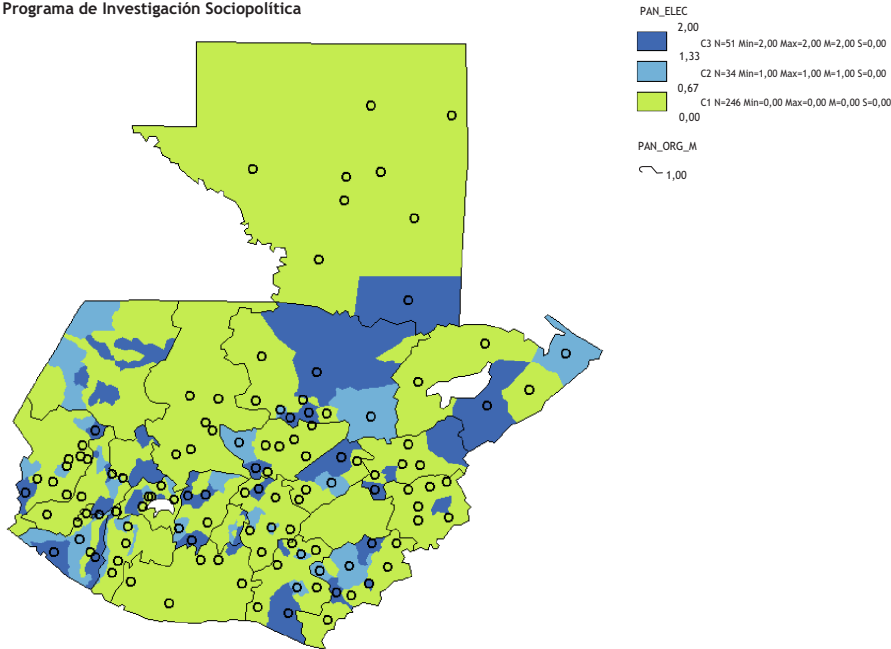 Programa de Investigación Sociopolítica
PAN_ELEC
2,00
C3 N=51 Min=2,00 Max=2,00 M=2,00 S=0,00
1,33
C2 N=34 Min=1,00 Max=1,00 M=1,00 S=0,00
0,67
C1 N=246 Min=0,00 Max=0,00 M=0,00 S=0,00
0,00
PAN_ORG_M
1,00